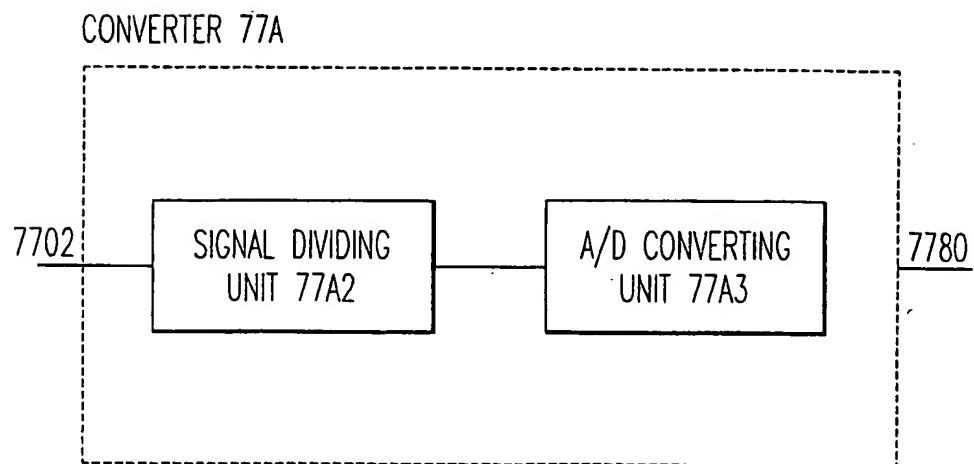 CONVERTER 77A
7702
SIGNAL DIVIDING
UNIT 77A2
A/D CONVERTING
UNIT 77A3
7780